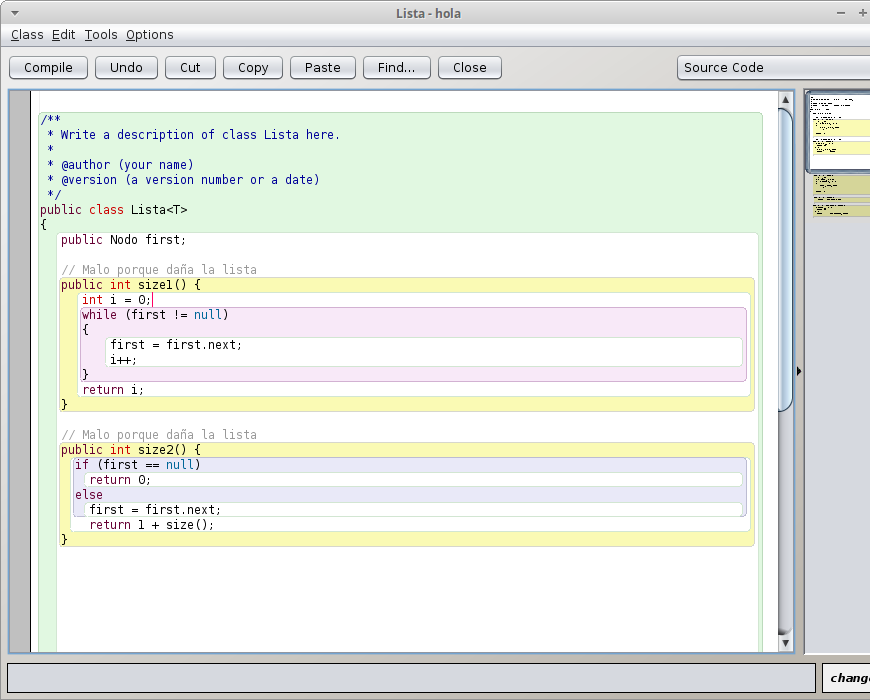 Lista - hola
Class Edit Tools Options
Compile Undo Cut Copy Paste Find... Close Source Code
/**
 * Write a description of class Lista here.
 *
 * @author (your name)
 * @version (a version number or a date)
 */
public class Lista<T>
{
public Nodo first;
// Malo porque daña la lista
public int size1() {
int i = 0;
while (first != null)
{
first = first.next;
i++;
}
return i;
}
// Malo porque daña la lista
public int size2() {
if (first == null)
return 0;
else
first = first.next;
return 1 + size();
}